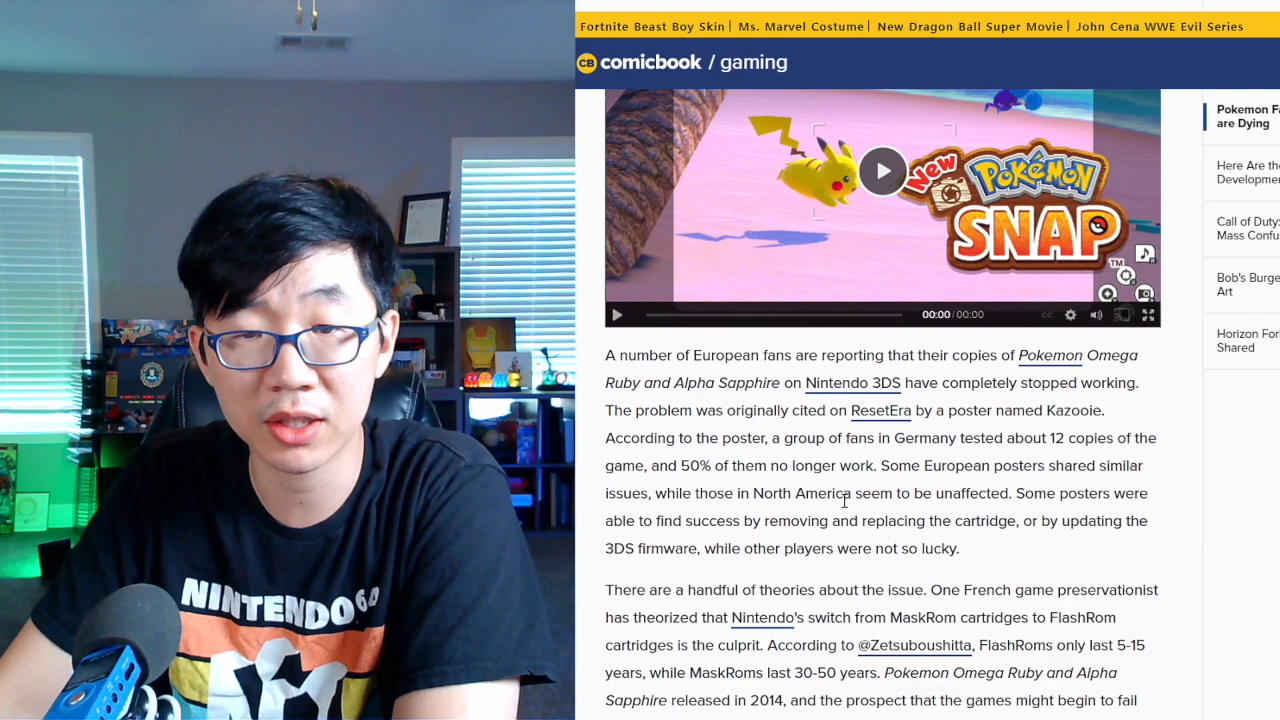 Fortnite Beast Boy Skin | Ms. Marvel Costume | New Dragon Ball Super Movie | John Cena WWE Evil Series
CB comicbook / gaming
New Pokémon SNAP
TM
00:00 / 00:00
CC
A number of European fans are reporting that their copies of Pokemon Omega
Ruby and Alpha Sapphire on Nintendo 3DS have completely stopped working.
The problem was originally cited on ResetEra by a poster named Kazooie.
According to the poster, a group of fans in Germany tested about 12 copies of the
game, and 50% of them no longer work. Some European posters shared similar
issues, while those in North America seem to be unaffected. Some posters were
able to find success by removing and replacing the cartridge, or by updating the
3DS firmware, while other players were not so lucky.
There are a handful of theories about the issue. One French game preservationist
has theorized that Nintendo's switch from MaskRom cartridges to FlashRom
cartridges is the culprit. According to @Zetsuboushitta, FlashRoms only last 5-15
years, while MaskRoms last 30-50 years. Pokemon Omega Ruby and Alpha
Sapphire released in 2014, and the prospect that the games might begin to fail
Pokemon Fa
are Dying
Here Are the
Developmen
Call of Duty:
Mass Confu
Bob's Burge
Art
Horizon For
Shared
NINTENDO 64